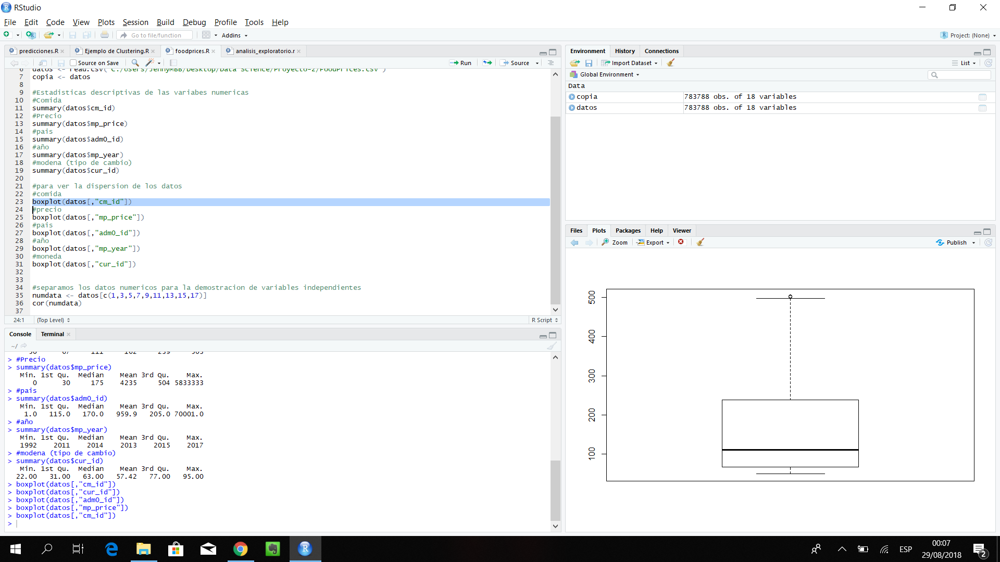 RStudio
File Edit Code View Plots Session Build Debug Profile Tools Help
Go to file/function Addins Project: (None)
predicciones.R Ejemplo de Clustering.R foodprices.R analisis_exploratorio.r
Source on Save Run Source
6 datos <- read.csv("C:/Users/JennyMBB/Desktop/Data Science/Proyecto-2/FoodPrices.csv")
7 copia <- datos
8
9 #Estadisticas descriptivas de las variabes numericas
10 #Comida
11 summary(datos$cm_id)
12 #Precio
13 summary(datos$mp_price)
14 #pais
15 summary(datos$adm0_id)
16 #año
17 summary(datos$mp_year)
18 #modena (tipo de cambio)
19 summary(datos$cur_id)
20
21 #para ver la dispersion de los datos
22 #comida
23 boxplot(datos[,"cm_id"])
24 #precio
25 boxplot(datos[,"mp_price"])
26 #pais
27 boxplot(datos[,"adm0_id"])
28 #año
29 boxplot(datos[,"mp_year"])
30 #moneda
31 boxplot(datos[,"cur_id"])
32
33
34 #separamos los datos numericos para la demostracion de variables independientes
35 numdata <- datos[c(1,3,5,7,9,11,13,15,17)]
36 cor(numdata)
37
24:1 (Top Level) R Script
Console Terminal
~/
50 67 111 162 239 503
> #Precio
> summary(datos$mp_price)
Min. 1st Qu. Median Mean 3rd Qu. Max.
0 30 175 4235 504 5833333
> #pais
> summary(datos$adm0_id)
Min. 1st Qu. Median Mean 3rd Qu. Max.
1.0 115.0 170.0 959.9 205.0 70001.0
> #año
> summary(datos$mp_year)
Min. 1st Qu. Median Mean 3rd Qu. Max.
1992 2011 2014 2013 2015 2017
> #modena (tipo de cambio)
> summary(datos$cur_id)
Min. 1st Qu. Median Mean 3rd Qu. Max.
22.00 31.00 63.00 57.42 77.00 95.00
> boxplot(datos[,"cm_id"])
> boxplot(datos[,"cur_id"])
> boxplot(datos[,"adm0_id"])
> boxplot(datos[,"mp_price"])
> boxplot(datos[,"cm_id"])
>
Environment History Connections
Import Dataset List
Global Environment
Data
copia 783788 obs. of 18 variables
datos 783788 obs. of 18 variables
Files Plots Packages Help Viewer
Zoom Export Publish
500
400
300
200
100
ESP
00:07
29/08/2018
2